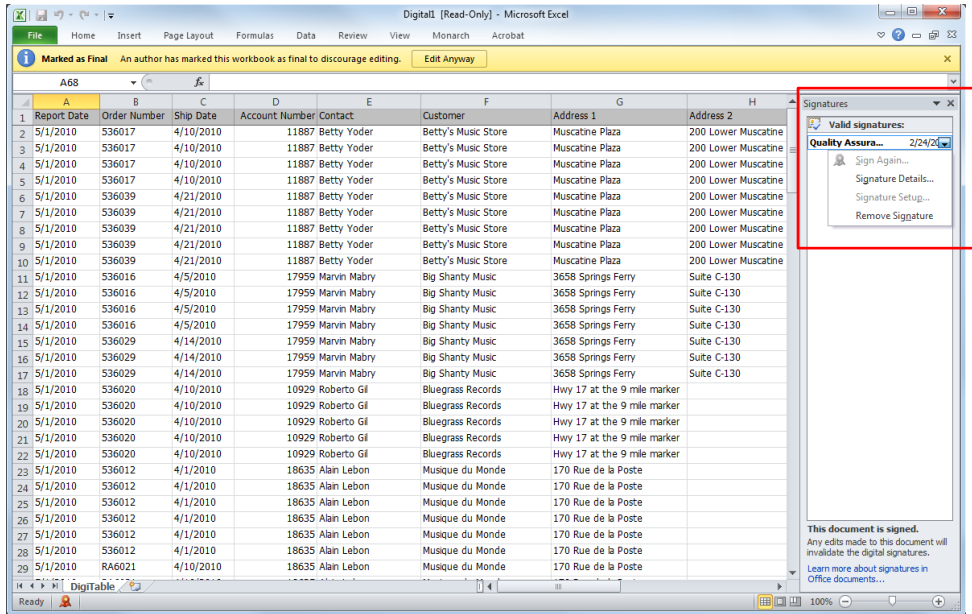 Digital1 [Read-Only] - Microsoft Excel
File Home Insert Page Layout Formulas Data Review View Monarch Acrobat
Marked as Final An author has marked this workbook as final to discourage editing. Edit Anyway
A68 fx
A B C D E F G H
1 Report Date Order Number Ship Date Account Number Contact Customer Address 1 Address 2
2 5/1/2010 536017 4/10/2010 11887 Betty Yoder Betty's Music Store Muscatine Plaza 200 Lower Muscatine
3 5/1/2010 536017 4/10/2010 11887 Betty Yoder Betty's Music Store Muscatine Plaza 200 Lower Muscatine
4 5/1/2010 536017 4/10/2010 11887 Betty Yoder Betty's Music Store Muscatine Plaza 200 Lower Muscatine
5 5/1/2010 536017 4/10/2010 11887 Betty Yoder Betty's Music Store Muscatine Plaza 200 Lower Muscatine
6 5/1/2010 536039 4/21/2010 11887 Betty Yoder Betty's Music Store Muscatine Plaza 200 Lower Muscatine
7 5/1/2010 536039 4/21/2010 11887 Betty Yoder Betty's Music Store Muscatine Plaza 200 Lower Muscatine
8 5/1/2010 536039 4/21/2010 11887 Betty Yoder Betty's Music Store Muscatine Plaza 200 Lower Muscatine
9 5/1/2010 536039 4/21/2010 11887 Betty Yoder Betty's Music Store Muscatine Plaza 200 Lower Muscatine
10 5/1/2010 536039 4/21/2010 11887 Betty Yoder Betty's Music Store Muscatine Plaza 200 Lower Muscatine
11 5/1/2010 536016 4/5/2010 17959 Marvin Mabry Big Shanty Music 3658 Springs Ferry Suite C-130
12 5/1/2010 536016 4/5/2010 17959 Marvin Mabry Big Shanty Music 3658 Springs Ferry Suite C-130
13 5/1/2010 536016 4/5/2010 17959 Marvin Mabry Big Shanty Music 3658 Springs Ferry Suite C-130
14 5/1/2010 536016 4/5/2010 17959 Marvin Mabry Big Shanty Music 3658 Springs Ferry Suite C-130
15 5/1/2010 536029 4/14/2010 17959 Marvin Mabry Big Shanty Music 3658 Springs Ferry Suite C-130
16 5/1/2010 536029 4/14/2010 17959 Marvin Mabry Big Shanty Music 3658 Springs Ferry Suite C-130
17 5/1/2010 536029 4/14/2010 17959 Marvin Mabry Big Shanty Music 3658 Springs Ferry Suite C-130
18 5/1/2010 536020 4/10/2010 10929 Roberto Gil Bluegrass Records Hwy 17 at the 9 mile marker
19 5/1/2010 536020 4/10/2010 10929 Roberto Gil Bluegrass Records Hwy 17 at the 9 mile marker
20 5/1/2010 536020 4/10/2010 10929 Roberto Gil Bluegrass Records Hwy 17 at the 9 mile marker
21 5/1/2010 536020 4/10/2010 10929 Roberto Gil Bluegrass Records Hwy 17 at the 9 mile marker
22 5/1/2010 536020 4/10/2010 10929 Roberto Gil Bluegrass Records Hwy 17 at the 9 mile marker
23 5/1/2010 536012 4/1/2010 18635 Alain Lebon Musique du Monde 170 Rue de la Poste
24 5/1/2010 536012 4/1/2010 18635 Alain Lebon Musique du Monde 170 Rue de la Poste
25 5/1/2010 536012 4/1/2010 18635 Alain Lebon Musique du Monde 170 Rue de la Poste
26 5/1/2010 536012 4/1/2010 18635 Alain Lebon Musique du Monde 170 Rue de la Poste
27 5/1/2010 536012 4/1/2010 18635 Alain Lebon Musique du Monde 170 Rue de la Poste
28 5/1/2010 536012 4/1/2010 18635 Alain Lebon Musique du Monde 170 Rue de la Poste
29 5/1/2010 RA6021 4/10/2010 18635 Alain Lebon Musique du Monde 170 Rue de la Poste
DigiTable
Ready 100%
Signatures
Valid signatures:
Quality Assura... 2/24/20
Sign Again...
Signature Details...
Signature Setup...
Remove Signature
This document is signed.
Any edits made to this document will
invalidate the digital signatures.
Learn more about signatures in
Office documents...